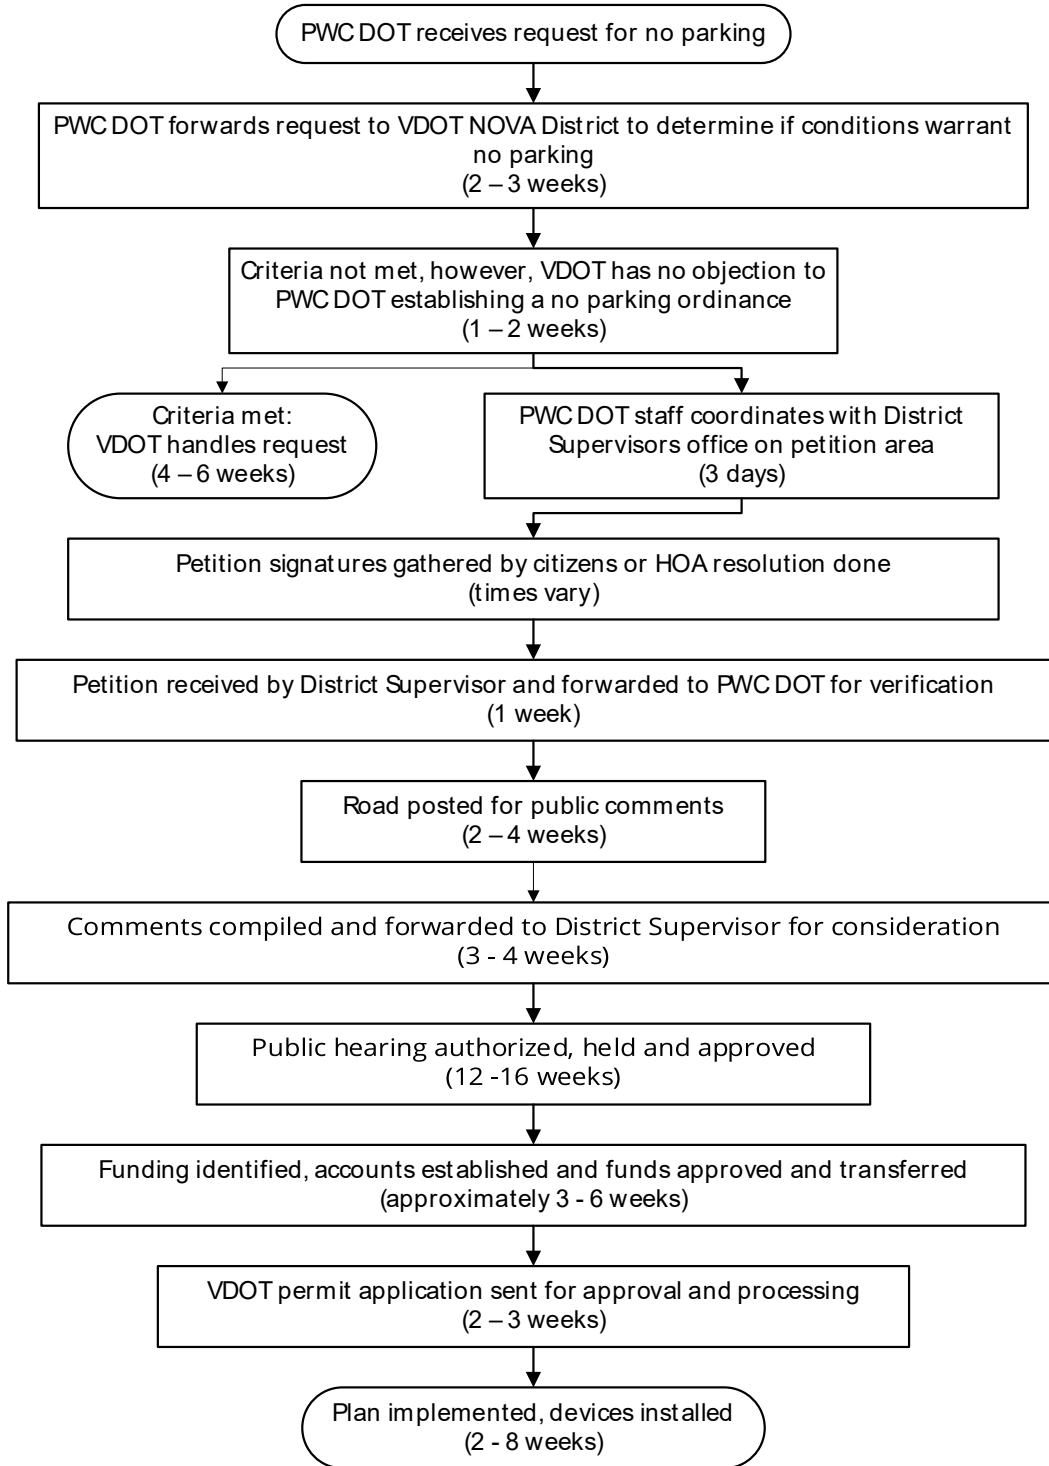 PWC DOT receives request for no parking
PWC DOT forwards request to VDOT NOVA District to determine if conditions warrant
no parking
(2 – 3 weeks)
Criteria not met, however, VDOT has no objection to
PWC DOT establishing a no parking ordinance
(1 – 2 weeks)
Criteria met:
VDOT handles request
(4 – 6 weeks)
PWC DOT staff coordinates with District
Supervisors office on petition area
(3 days)
Petition signatures gathered by citizens or HOA resolution done
(times vary)
Petition received by District Supervisor and forwarded to PWC DOT for verification
(1 week)
Road posted for public comments
(2 – 4 weeks)
Comments compiled and forwarded to District Supervisor for consideration
(3 - 4 weeks)
Public hearing authorized, held and approved
(12 -16 weeks)
Funding identified, accounts established and funds approved and transferred
(approximately 3 - 6 weeks)
VDOT permit application sent for approval and processing
(2 – 3 weeks)
Plan implemented, devices installed
(2 - 8 weeks)